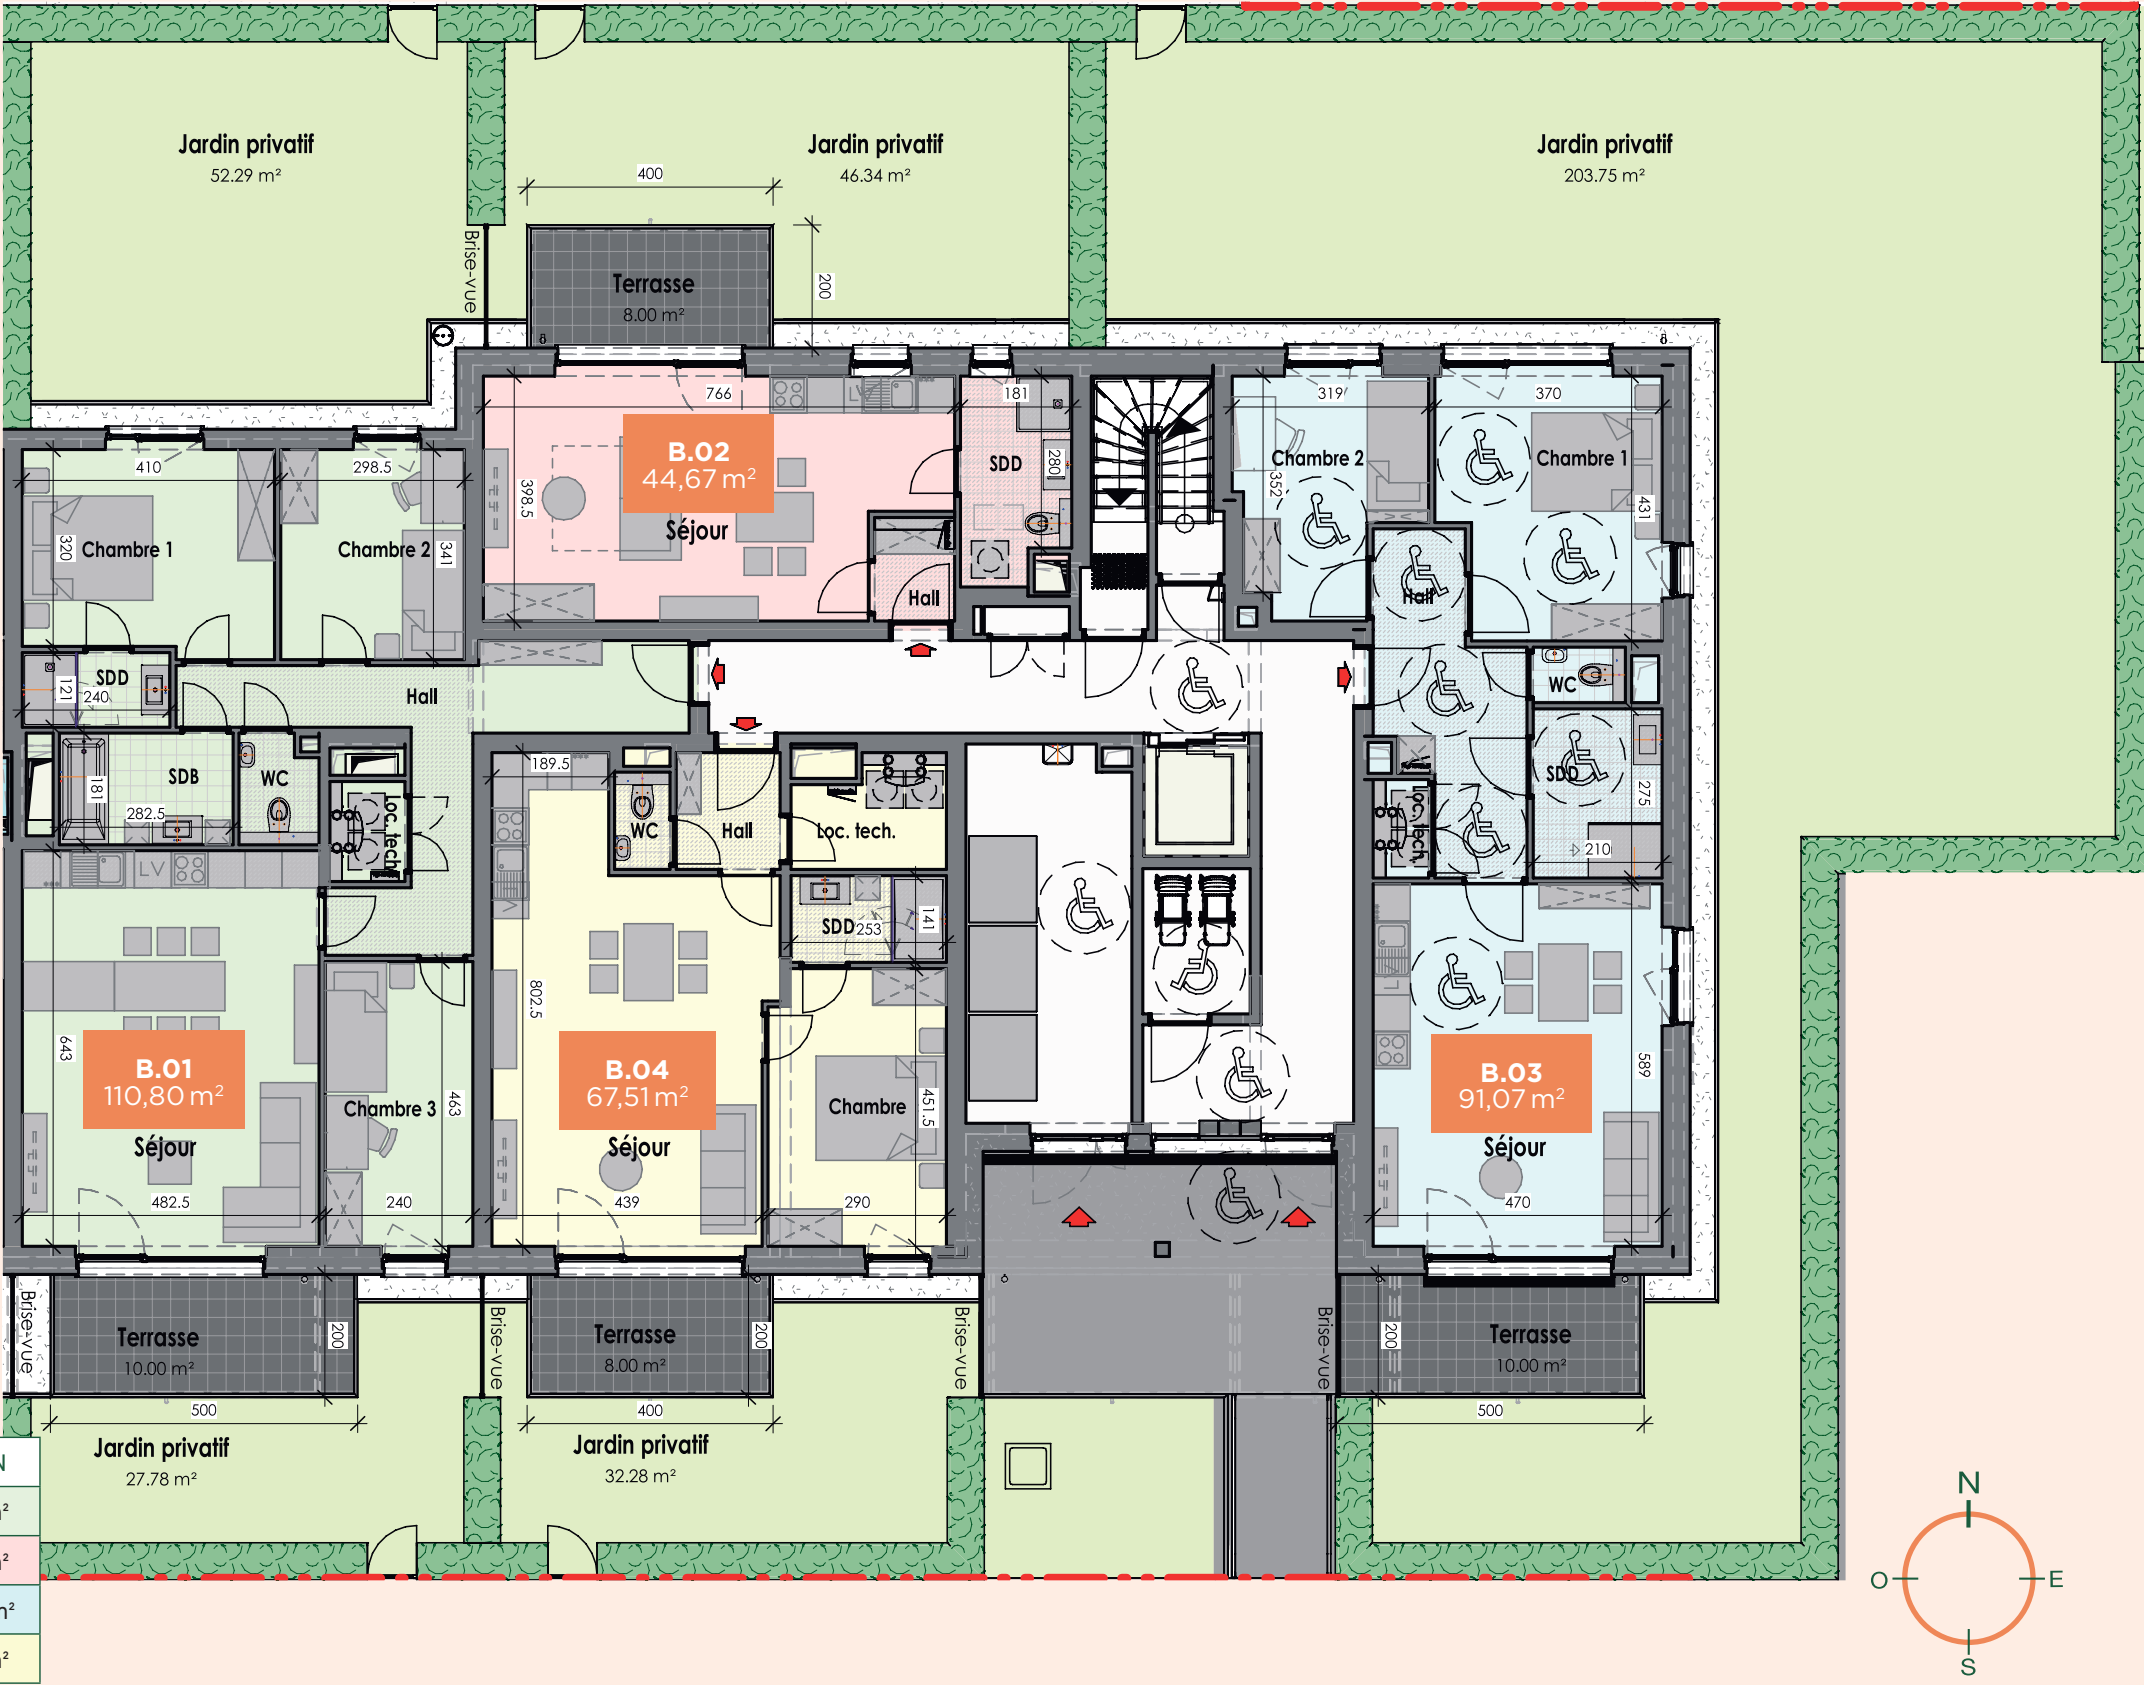 Jardin privatif
52.29 m²
Jardin privatif
46.34 m²
Jardin privatif
203.75 m²
400
200
Brise-vue
Terrasse
8.00 m²
766
181
319
370
B.02
44,67 m²
Séjour
398.5
LV
SDD
280
Hall
Chambre 2
352
Chambre 1
431
410
298.5
320
Chambre 1
Chambre 2
341
SDD
121
240
Hall
Hall
WC
SDB
181
282.5
WC
Loc. tech.
189.5
WC
Hall
Loc. tech.
SDD
275
210
Loc. tech.
LV
SDD
253
141
643
B.01
110,80 m²
Séjour
482.5
Chambre 3
463
240
802.5
B.04
67,51 m²
Séjour
439
Chambre
451.5
290
B.03
91,07 m²
Séjour
589
470
Brise-vue
Terrasse
10.00 m²
200
500
Brise-vue
Terrasse
8.00 m²
200
400
Brise-vue
Brise-vue
200
Terrasse
10.00 m²
500
Jardin privatif
27.78 m²
Jardin privatif
32.28 m²
N
m²
m²
m²
m²
N
O
E
S